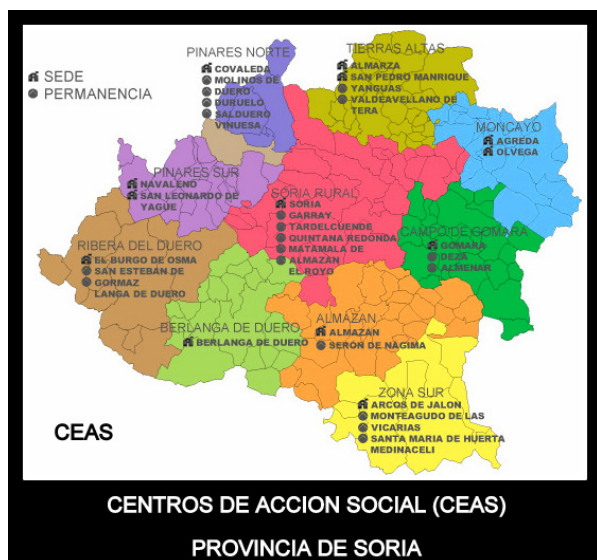 PINARES NORTE
COVALEDA
MOLINOS DE
DUERO
DURUELO
SALDUERO
VINUESA
TIERRAS ALTAS
ALMARZA
SAN PEDRO MANRIQUE
YANGUAS
VALDEAVELLANO DE
TERA
SEDE
PERMANENCIA
MONCAYO
AGREDA
OLVEGA
PINARES SUR
NAVALENO
SAN LEONARDO DE
YAGÜE
SORIA RURAL
SORIA
GARRAY
TARDELCUENDE
QUINTANA REDONDA
MATAMALA DE
ALMAZAN
EL ROYO
CAMPO DE GOMARA
GOMARA
DEZA
ALMENAR
RIBERA DEL DUERO
EL BURGO DE OSMA
SAN ESTEBAN DE
GORMAZ
LANGA DE DUERO
BERLANGA DE DUERO
BERLANGA DE DUERO
ALMAZAN
ALMAZAN
SERON DE NAGIMA
ZONA SUR
ARCOS DE JALON
MONTEAGUDO DE LAS
VICARIAS
SANTA MARIA DE HUERTA
MEDINACELI
CEAS
CENTROS DE ACCION SOCIAL (CEAS)
PROVINCIA DE SORIA